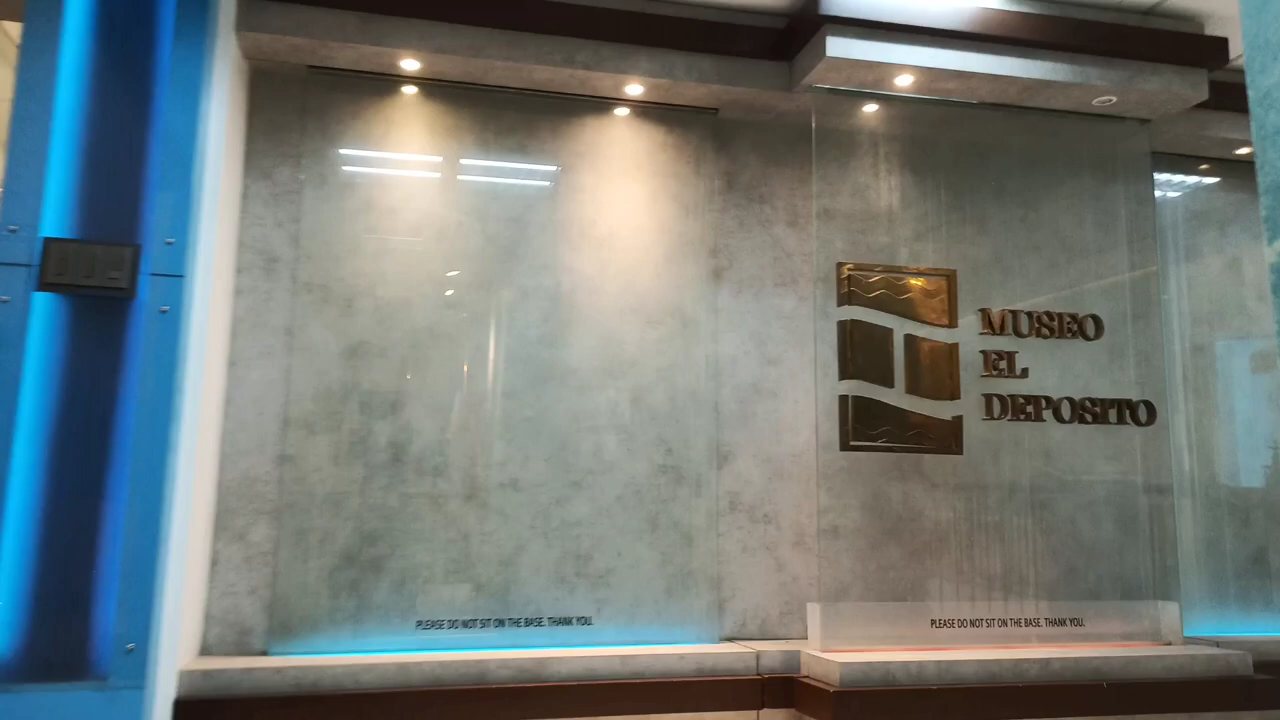 MUSEO
EL
DEPOSITO
PLEASE DO NOT SIT ON THE BASE. THANK YOU.
PLEASE DO NOT SIT ON THE BASE. THANK YOU.